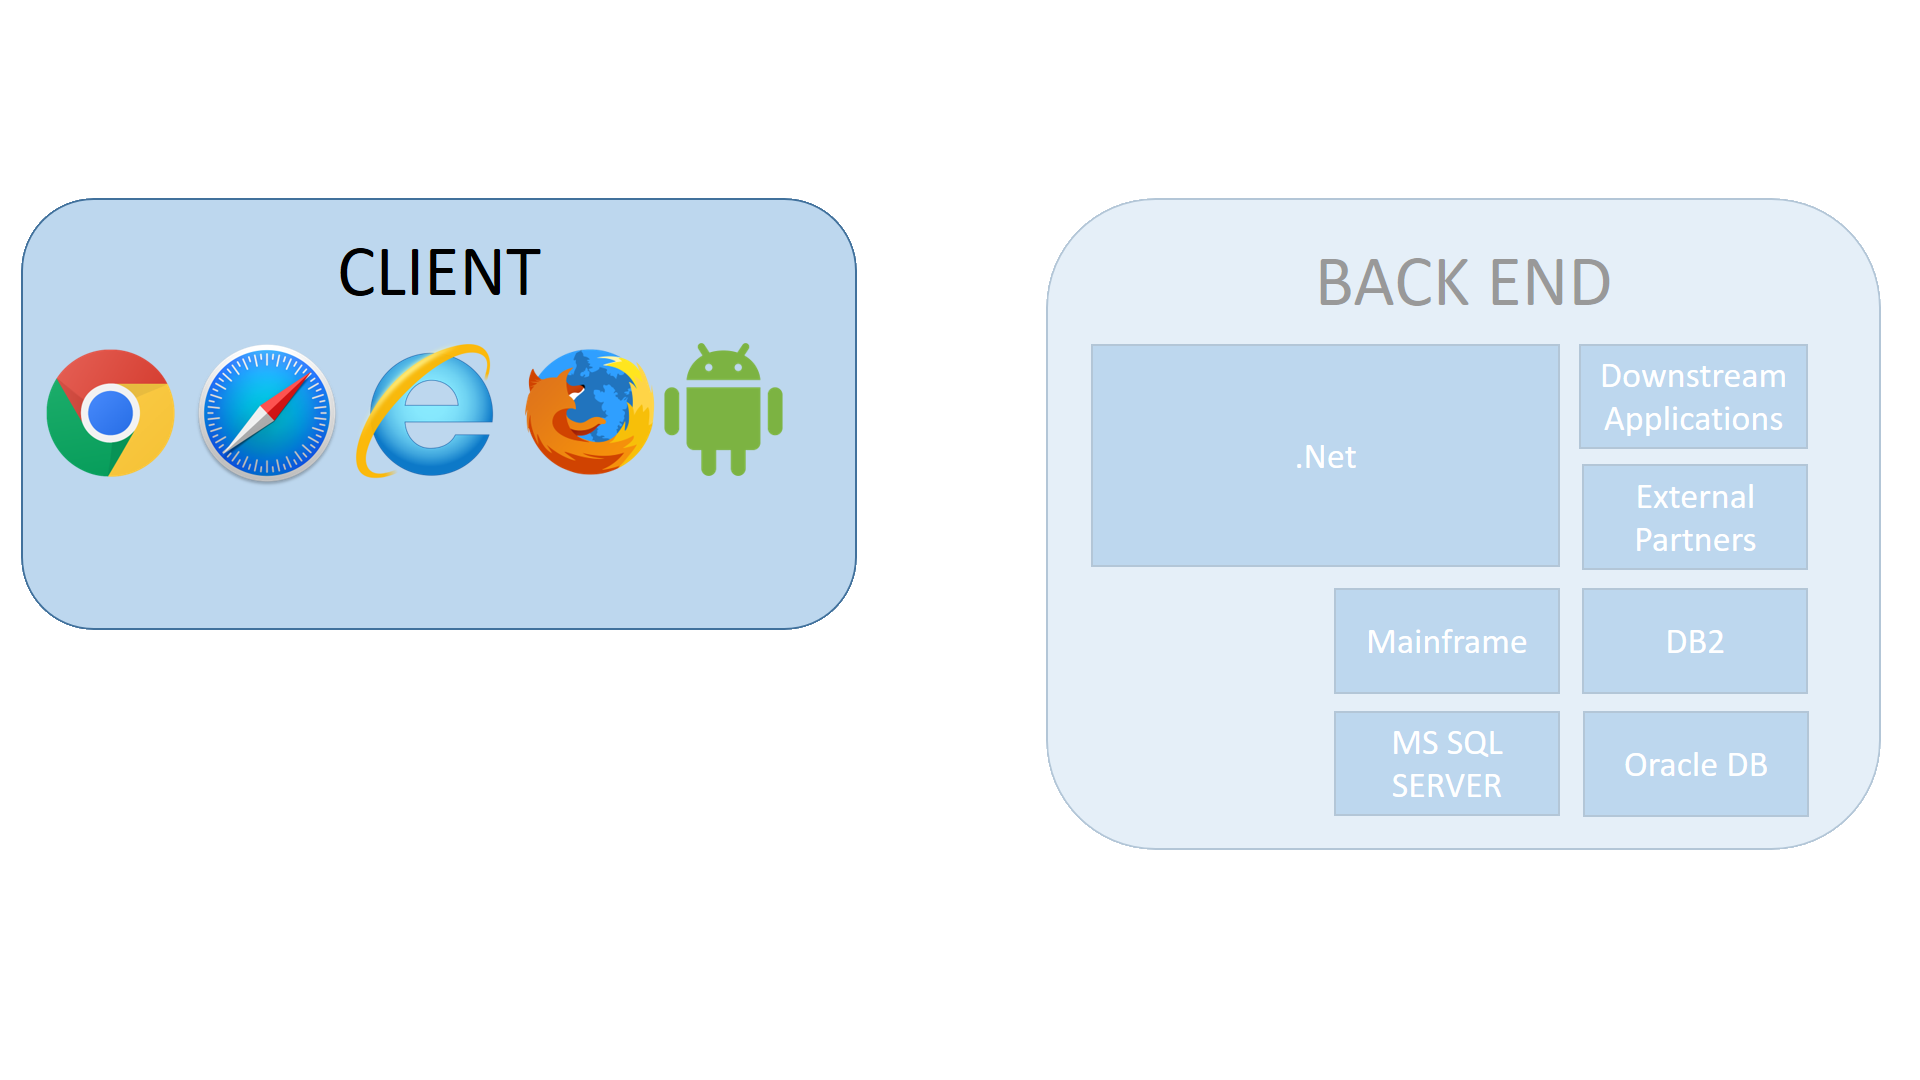 CLIENT
BACK END
.Net
Downstream
Applications
External
Partners
Mainframe
DB2
MS SQL
SERVER
Oracle DB